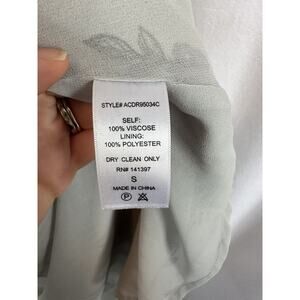 STYLE# ACDR95034C
SELF:
100% VISCOSE
LINING:
100% POLYESTER
DRY CLEAN ONLY
RN# 141397
S
MADE IN CHINA
P